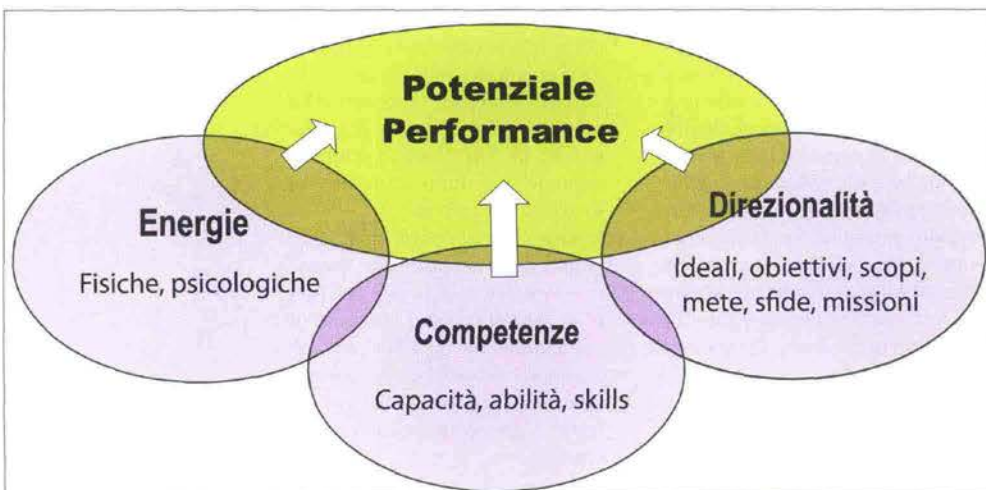 Potenziale
Performance
Energie
Fisiche, psicologiche
Competenze
Capacità, abilità, skills
Direzionalità
Ideali, obiettivi, scopi,
mete, sfide, missioni